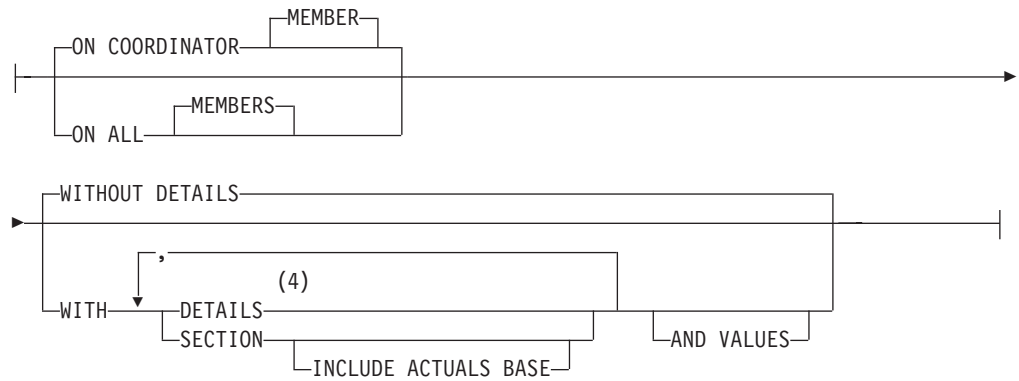 MEMBER
ON COORDINATOR
MEMBERS
ON ALL
WITHOUT DETAILS
,
(4)
WITH DETAILS
SECTION AND VALUES
INCLUDE ACTUALS BASE